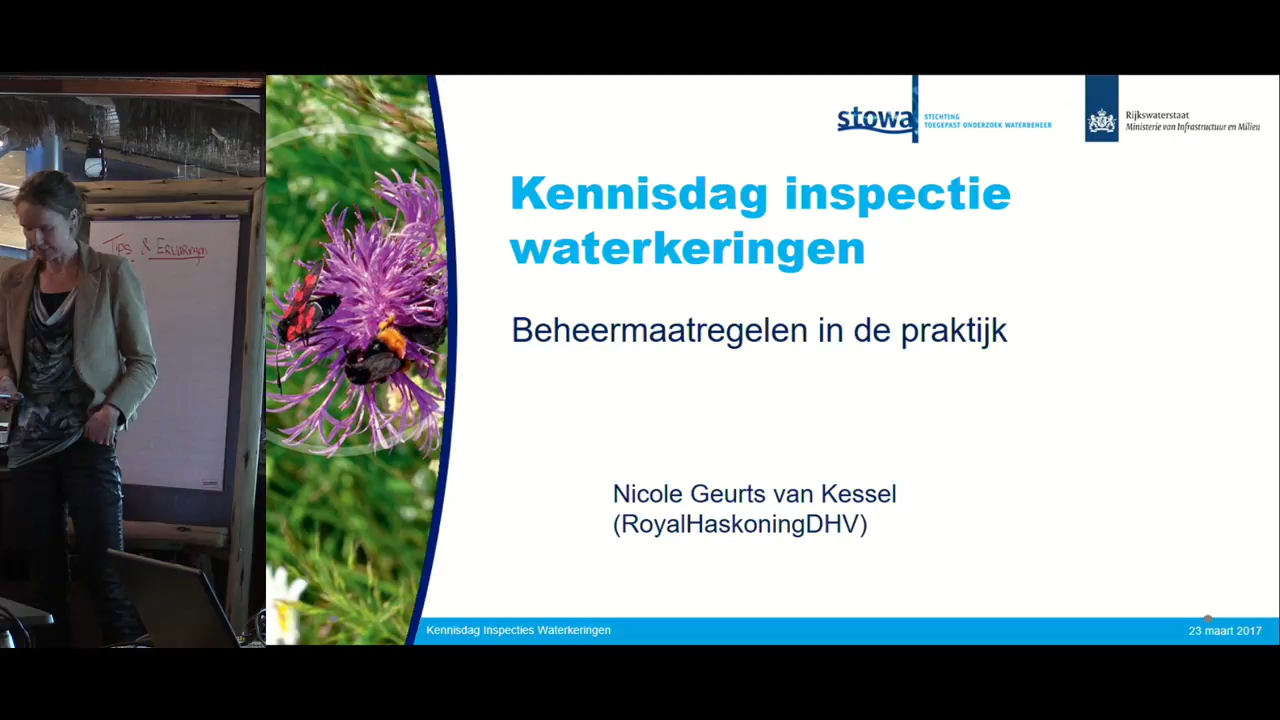 Tips & Ervaringen
stowa
STICHTING
TOEGEPAST ONDERZOEK WATERBEHEER
Rijkswaterstaat
Ministerie van Infrastructuur en Milieu
Kennisdag inspectie
waterkeringen
Beheermaatregelen in de praktijk
Nicole Geurts van Kessel
(RoyalHaskoningDHV)
Kennisdag Inspecties Waterkeringen
23 maart 2017